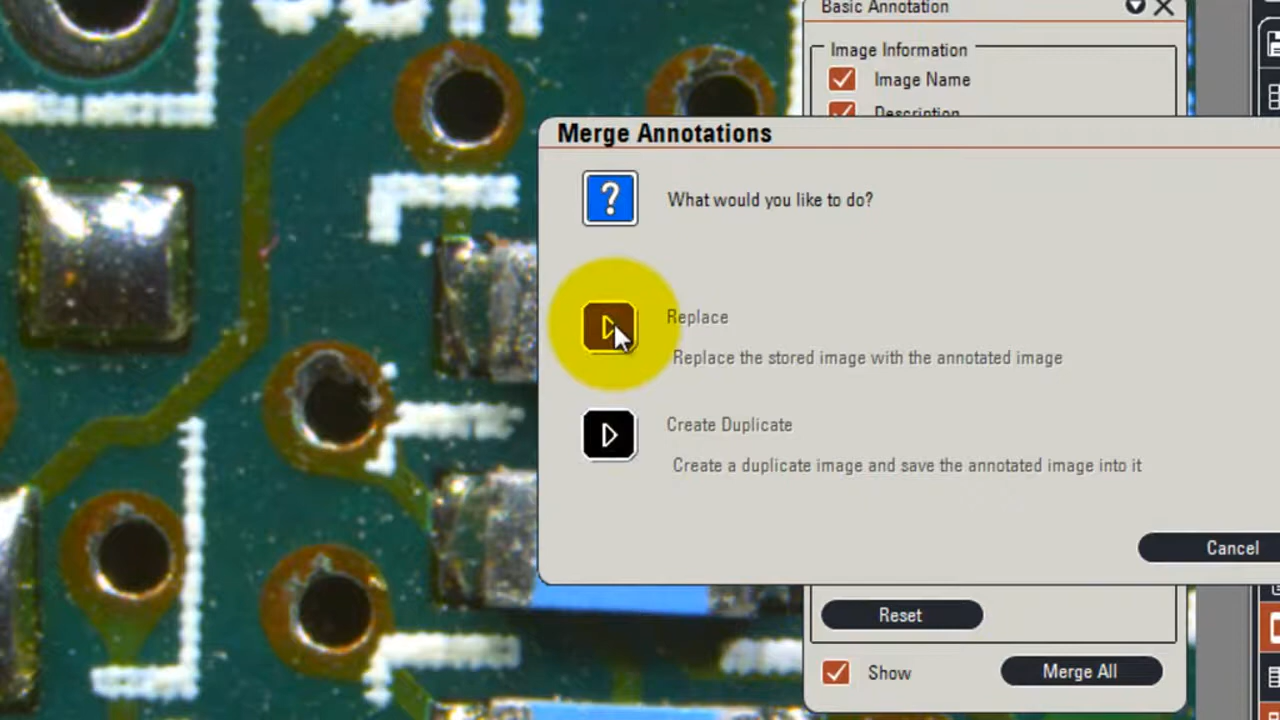 Basic Annotation
Image Information
Image Name
Description
Merge Annotations
What would you like to do?
Replace
Replace the stored image with the annotated image
Create Duplicate
Create a duplicate image and save the annotated image into it
Cancel
Reset
Show
Merge All